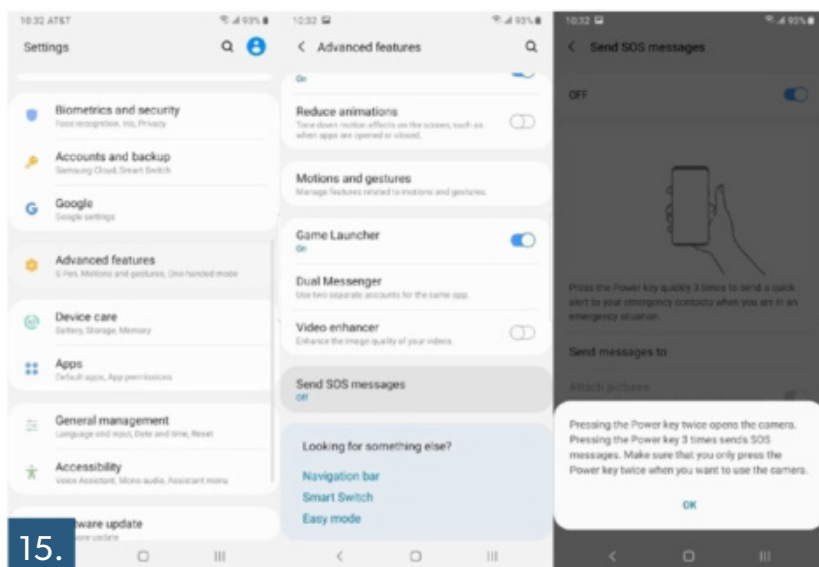 10:32 AT&T
93%
Settings
Biometrics and security
Face recognition, Iris, Privacy
Accounts and backup
Samsung Cloud, Smart Switch
Google
Google settings
Advanced features
S Pen, Motions and gestures, One-handed mode
Device care
Battery, Storage, Memory
Apps
Default apps, App permissions
General management
Language and input, Date and time, Reset
Accessibility
Voice Assistant, Mono audio, Assistant menu
ware update
ware update
15.
10:32
93%
Advanced features
On
Reduce animations
Tone down motion effects on the screen, such as
when apps are opened or closed.
Motions and gestures
Manage features related to motions and gestures.
Game Launcher
On
Dual Messenger
Use two separate accounts for the same app.
Video enhancer
Enhance the image quality of your videos.
Send SOS messages
Off
Looking for something else?
Navigation bar
Smart Switch
Easy mode
10:32
93%
Send SOS messages
OFF
Press the Power key quickly 3 times to send a quick
alert to your emergency contacts when you are in an
emergency situation.
Send messages to
Attach pictures
Pressing the Power key twice opens the camera.
Pressing the Power key 3 times sends SOS
messages. Make sure that you only press the
Power key twice when you want to use the camera.
OK